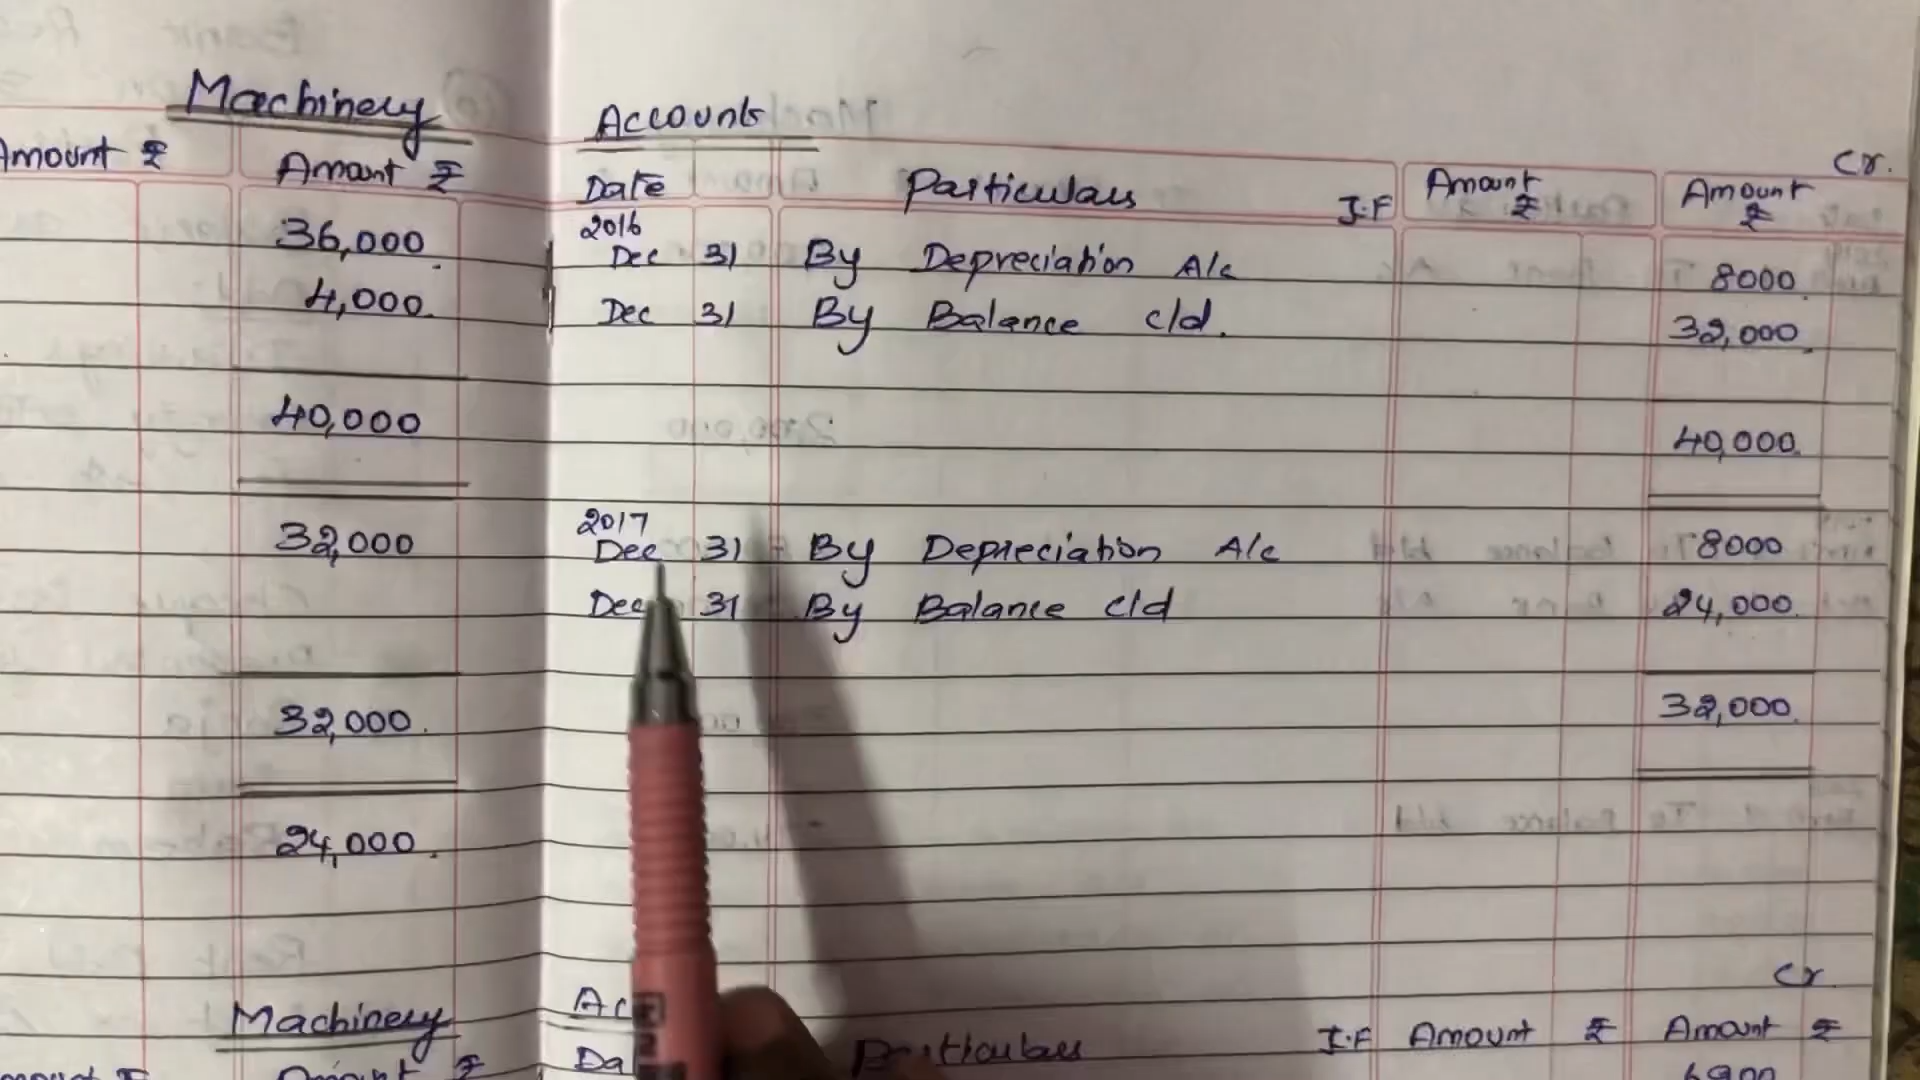 Machinery Accounts
Cr.
Amount ₹ Amount ₹ Date Particulars J.F Amount ₹ Amount ₹
2016
36,000 Dec 31 By Depreciation A/c 8000
4,000 Dec 31 By Balance c/d. 32,000
40,000 40,000
2017
32,000 Dec 31 By Depreciation A/c 8000
Dec 31 By Balance c/d 24,000
32,000 32,000
24,000
Cr
Machinery
Amount ₹ Particulars J.F Amount ₹ Amount ₹